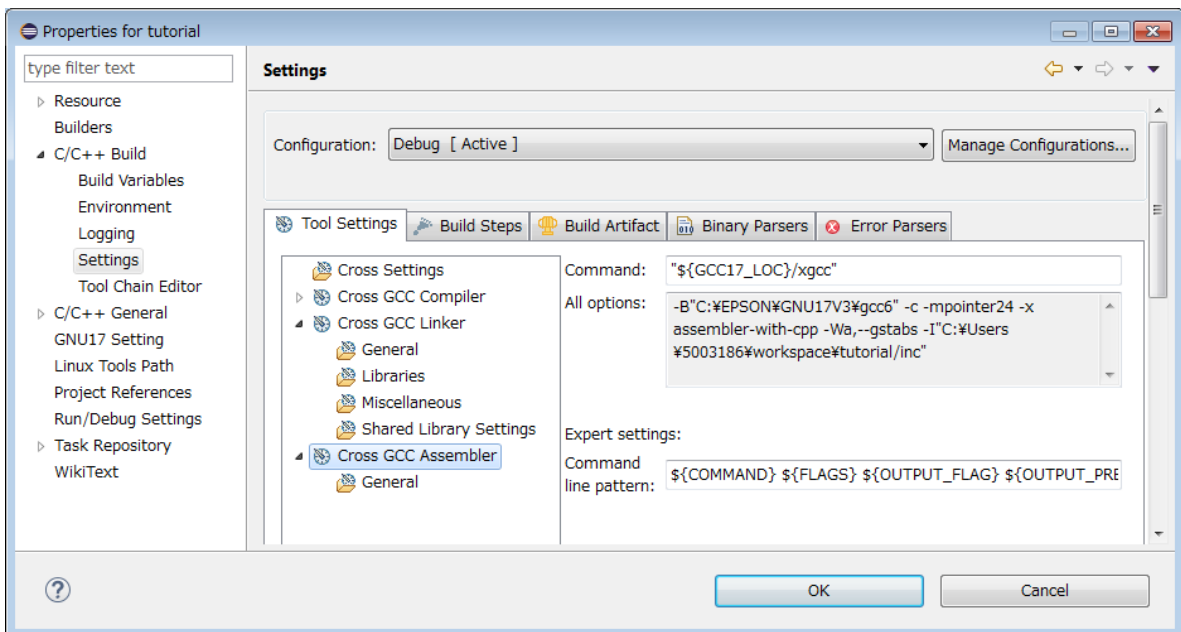 Properties for tutorial
type filter text
Resource
Builders
C/C++ Build
Build Variables
Environment
Logging
Settings
Tool Chain Editor
C/C++ General
GNU17 Setting
Linux Tools Path
Project References
Run/Debug Settings
Task Repository
WikiText
Settings
Configuration:
Debug [ Active ]
Manage Configurations...
Tool Settings
Build Steps
Build Artifact
Binary Parsers
Error Parsers
Cross Settings
Cross GCC Compiler
Cross GCC Linker
General
Libraries
Miscellaneous
Shared Library Settings
Cross GCC Assembler
General
Command:
"${GCC17_LOC}/xgcc"
All options:
-B"C:¥EPSON¥GNU17V3¥gcc6" -c -mpointer24 -x
assembler-with-cpp -Wa,--gstabs -I"C:¥Users
¥5003186¥workspace¥tutorial/inc"
Expert settings:
Command
line pattern:
${COMMAND} ${FLAGS} ${OUTPUT_FLAG} ${OUTPUT_PRE
OK
Cancel